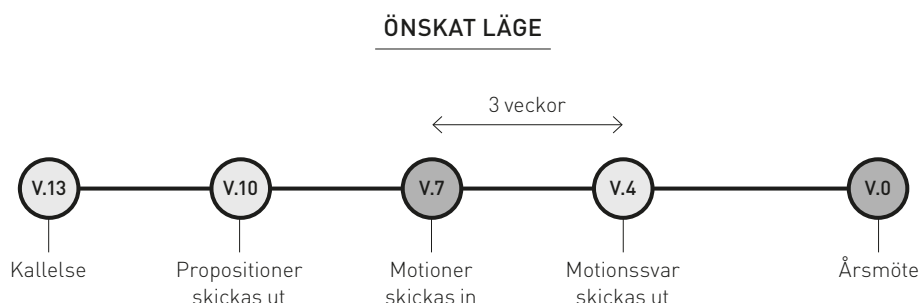 ÖNSKAT LÄGE
3 veckor
V.13
V.10
V.7
V.4
V.0
Kallelse
Propositioner
skickas ut
Motioner
skickas in
Motionssvar
skickas ut
Årsmöte